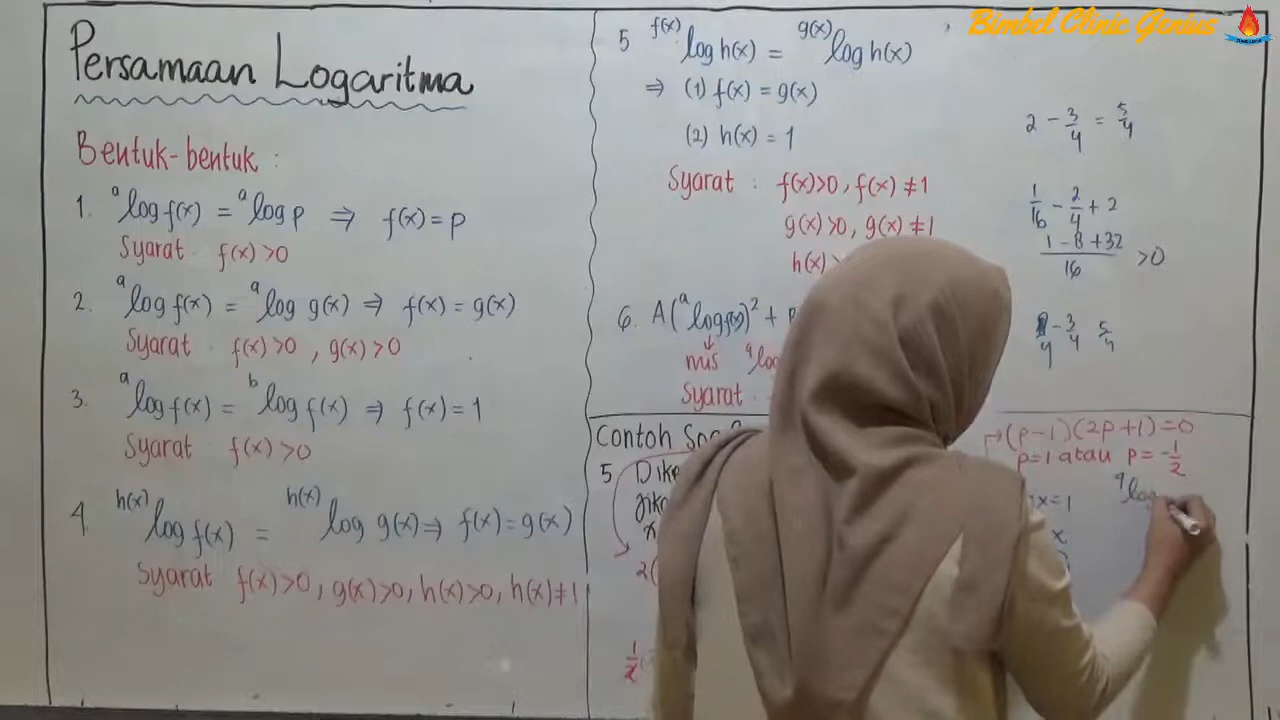 Persamaan Logaritma
Bentuk-bentuk :
1. ᵃlog f(x) = ᵃlog p ⇒ f(x) = p
Syarat f(x) > 0
2. ᵃlog f(x) = ᵃlog g(x) ⇒ f(x) = g(x)
Syarat f(x) > 0 , g(x) > 0
3. ᵃlog f(x) = ᵇlog f(x) ⇒ f(x) = 1
Syarat f(x) > 0
4 ʰ⁽ˣ⁾log f(x) = ʰ⁽ˣ⁾log g(x) ⇒ f(x) = g(x)
Syarat f(x) > 0, g(x) > 0, h(x) > 0, h(x) ≠ 1
5 ᶠ⁽ˣ⁾log h(x) = ᵍ⁽ˣ⁾log h(x)
⇒ (1) f(x) = g(x)
(2) h(x) = 1
Syarat : f(x) > 0, f(x) ≠ 1
g(x) > 0, g(x) ≠ 1
h(x) >
6. A(ᵃlog f(x))² +
↓
mis ᵃlog
Syarat
Contoh
5
2(
1/2
Bimbel Clinic Genius
2 - 3/4 = 5/4
1/16 - 2/4 + 2
(1 - 8 + 32)/16 > 0
- 3/4 5/4
→ (p-1)(2p+1) = 0
p = 1 atau p = -1/2
x = 1 ᵃlog
x